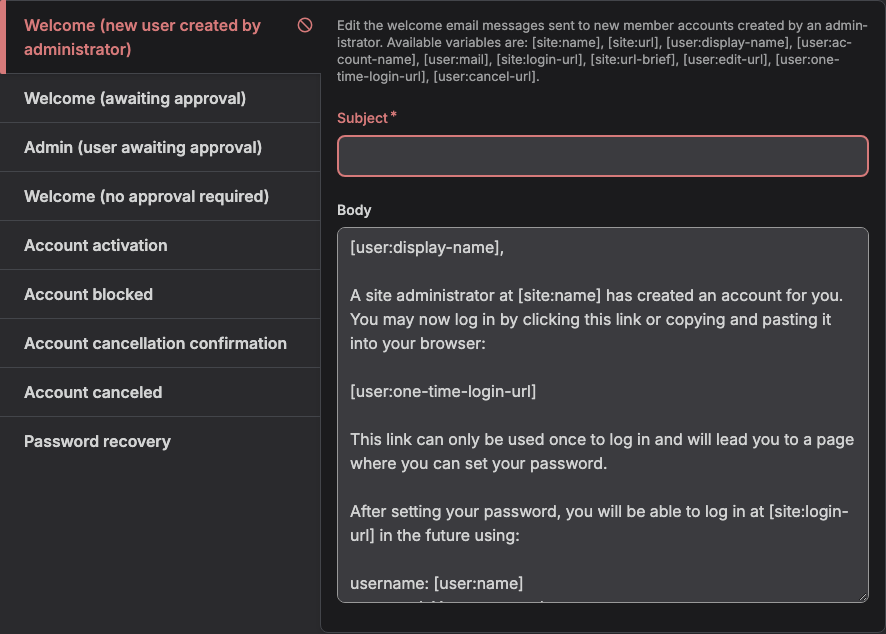 Welcome (new user created by
administrator)
Welcome (awaiting approval)
Admin (user awaiting approval)
Welcome (no approval required)
Account activation
Account blocked
Account cancellation confirmation
Account canceled
Password recovery
Edit the welcome email messages sent to new member accounts created by an admin-
istrator. Available variables are: [site:name], [site:url], [user:display-name], [user:ac-
count-name], [user:mail], [site:login-url], [site:url-brief], [user:edit-url], [user:one-
time-login-url], [user:cancel-url].
Subject*
Body
[user:display-name],
A site administrator at [site:name] has created an account for you.
You may now log in by clicking this link or copying and pasting it
into your browser:
[user:one-time-login-url]
This link can only be used once to log in and will lead you to a page
where you can set your password.
After setting your password, you will be able to log in at [site:login-
url] in the future using:
username: [user:name]